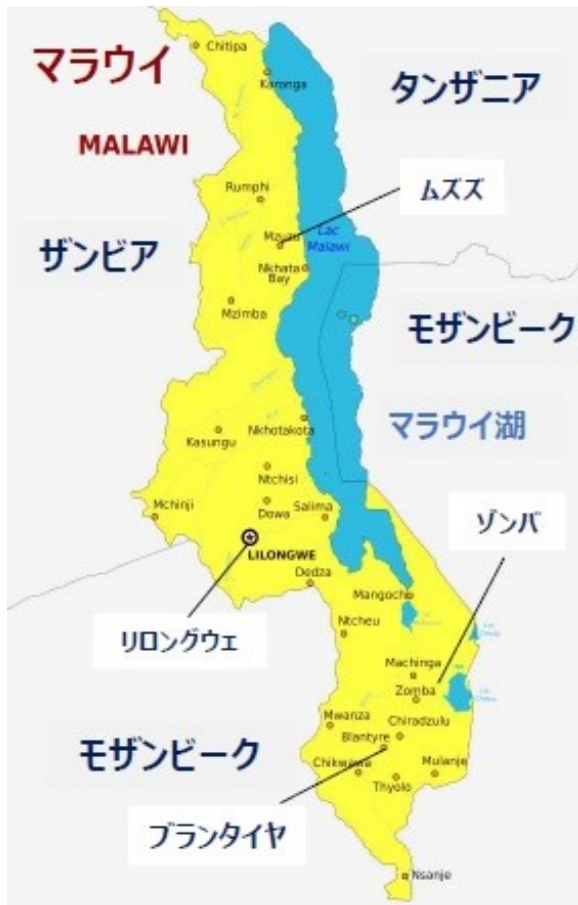 マラウイ
MALAWI
Chitipa
Karonga
タンザニア
ムズズ
Rumphi
ザンビア
Mzuzu
Lac
Malawi
Nkhata
Bay
Mzimba
モザンビーク
マラウイ湖
Nkhotakota
Kasungu
Ntchisi
Mchinji
Dowa
Salima
ゾンバ
LILONGWE
Dedza
Mangoche
リロングウェ
Ntcheu
Machinga
Zomba
Mwanza
Chiradzulu
Blantyre
モザンビーク
Chikwawa
Mulanje
Thyolo
ブランタイヤ
Nsanje